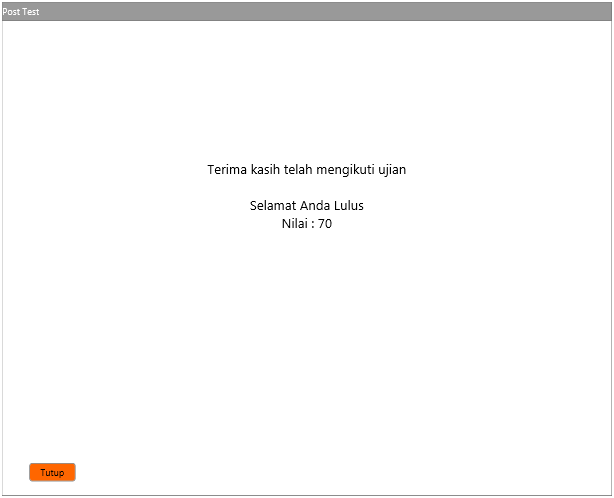 Post Test
Terima kasih telah mengikuti ujian
Selamat Anda Lulus
Nilai : 70
Tutup